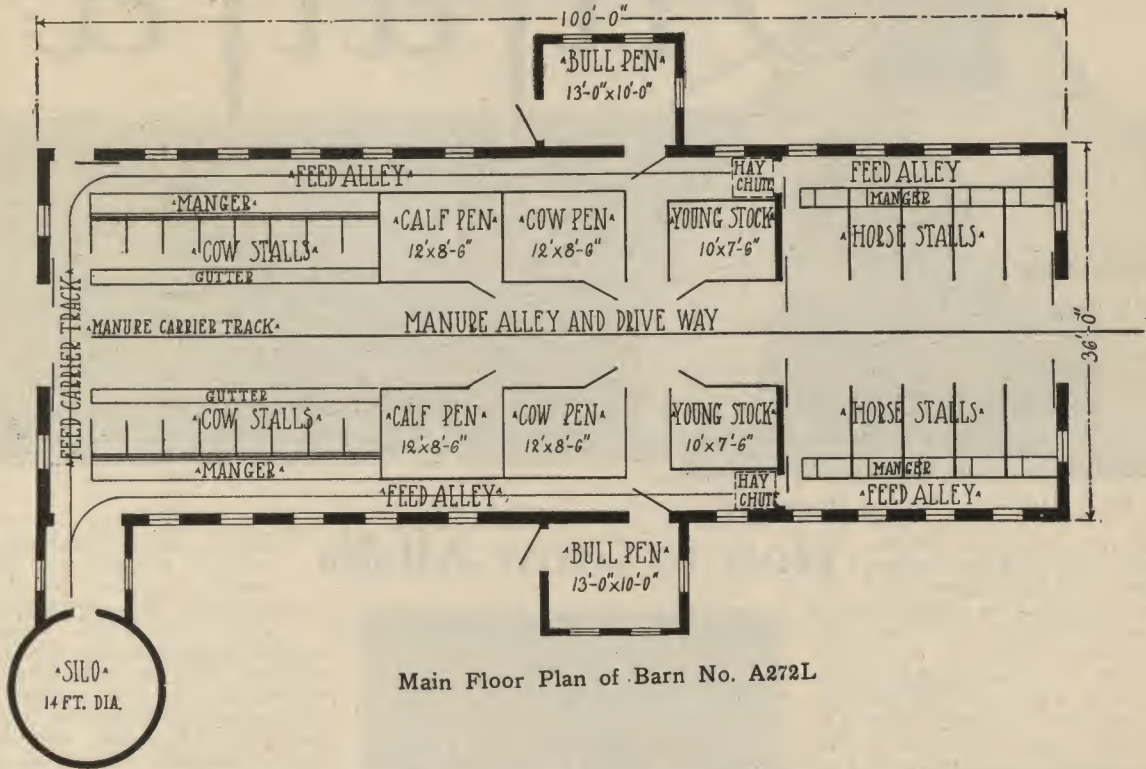 100'-0"
BULL PEN
13'-0"x10'-0"
FEED ALLEY
HAY
CHUTE
FEED ALLEY
MANGER
MANGER
CALF PEN
12'x8'-6"
COW PEN
12'x8'-6"
YOUNG STOCK
10'x7'-6"
HORSE STALLS
COW STALLS
GUTTER
FEED CARRIER TRACK
MANURE CARRIER TRACK
MANURE ALLEY AND DRIVE WAY
36'-0"
GUTTER
COW STALLS
CALF PEN
12'x8'-6"
COW PEN
12'x8'-6"
YOUNG STOCK
10'x7'-6"
HORSE STALLS
MANGER
MANGER
FEED ALLEY
HAY
CHUTE
FEED ALLEY
BULL PEN
13'-0"x10'-0"
SILO
14 FT. DIA.
Main Floor Plan of Barn No. A272L